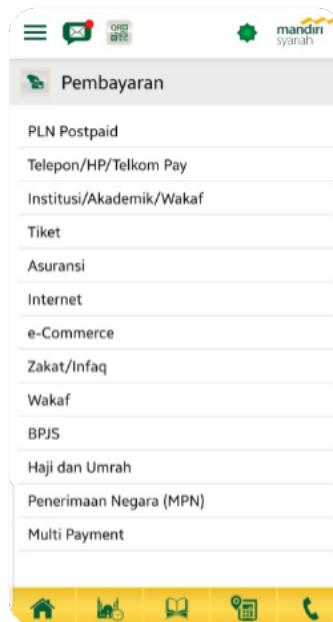 mandiri
syariah
Pembayaran
PLN Postpaid
Telepon/HP/Telkom Pay
Institusi/Akademik/Wakaf
Tiket
Asuransi
Internet
e-Commerce
Zakat/Infaq
Wakaf
BPJS
Haji dan Umrah
Penerimaan Negara (MPN)
Multi Payment